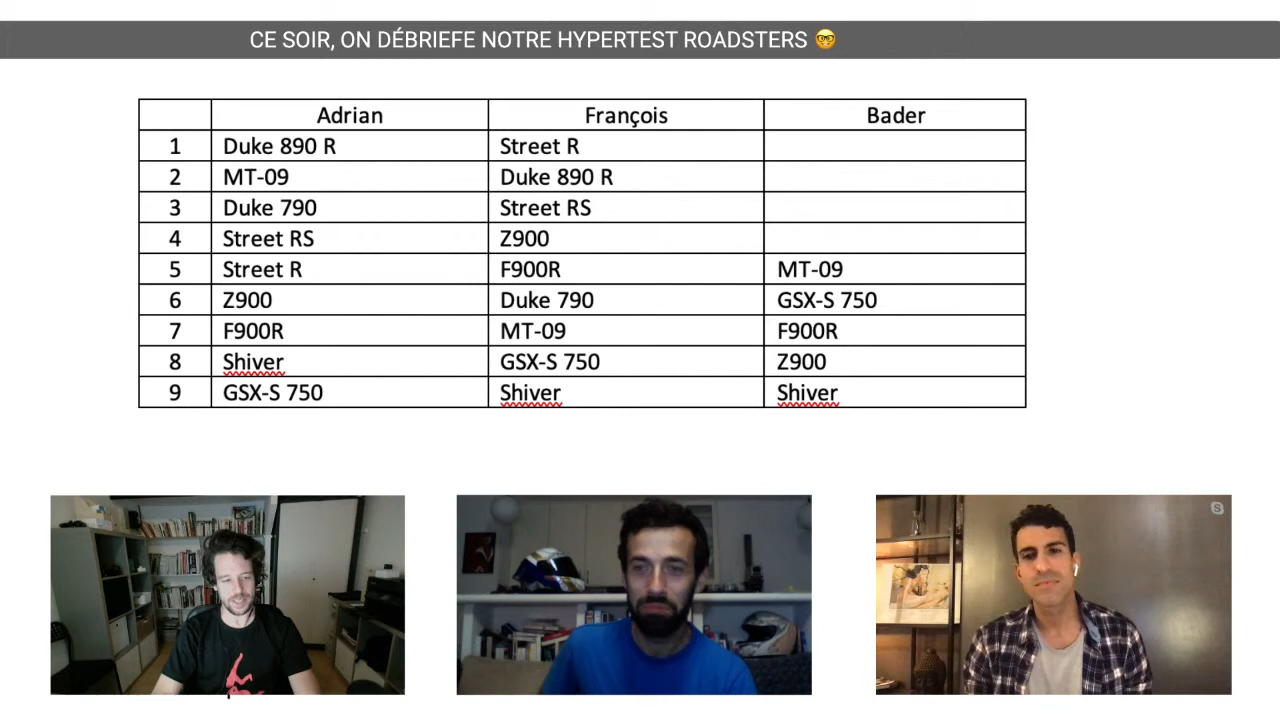 CE SOIR, ON DÉBRIEFE NOTRE HYPERTEST ROADSTERS 🤓
Adrian François Bader
1 Duke 890 R Street R
2 MT-09 Duke 890 R
3 Duke 790 Street RS
4 Street RS Z900
5 Street R F900R MT-09
6 Z900 Duke 790 GSX-S 750
7 F900R MT-09 F900R
8 Shiver GSX-S 750 Z900
9 GSX-S 750 Shiver Shiver